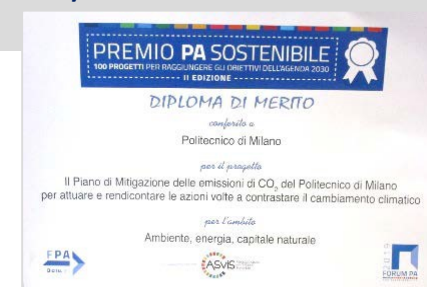 PREMIO PA SOSTENIBILE
100 PROGETTI PER RAGGIUNGERE GLI OBIETTIVI DELL'AGENDA 2030
II EDIZIONE
DIPLOMA DI MERITO
conferito a
Politecnico di Milano
per il progetto
Il Piano di Mitigazione delle emissioni di CO₂ del Politecnico di Milano
per attuare e rendicontare le azioni volte a contrastare il cambiamento climatico
per l'ambito
Ambiente, energia, capitale naturale
FPA
ASviS
2019
FORUM PA